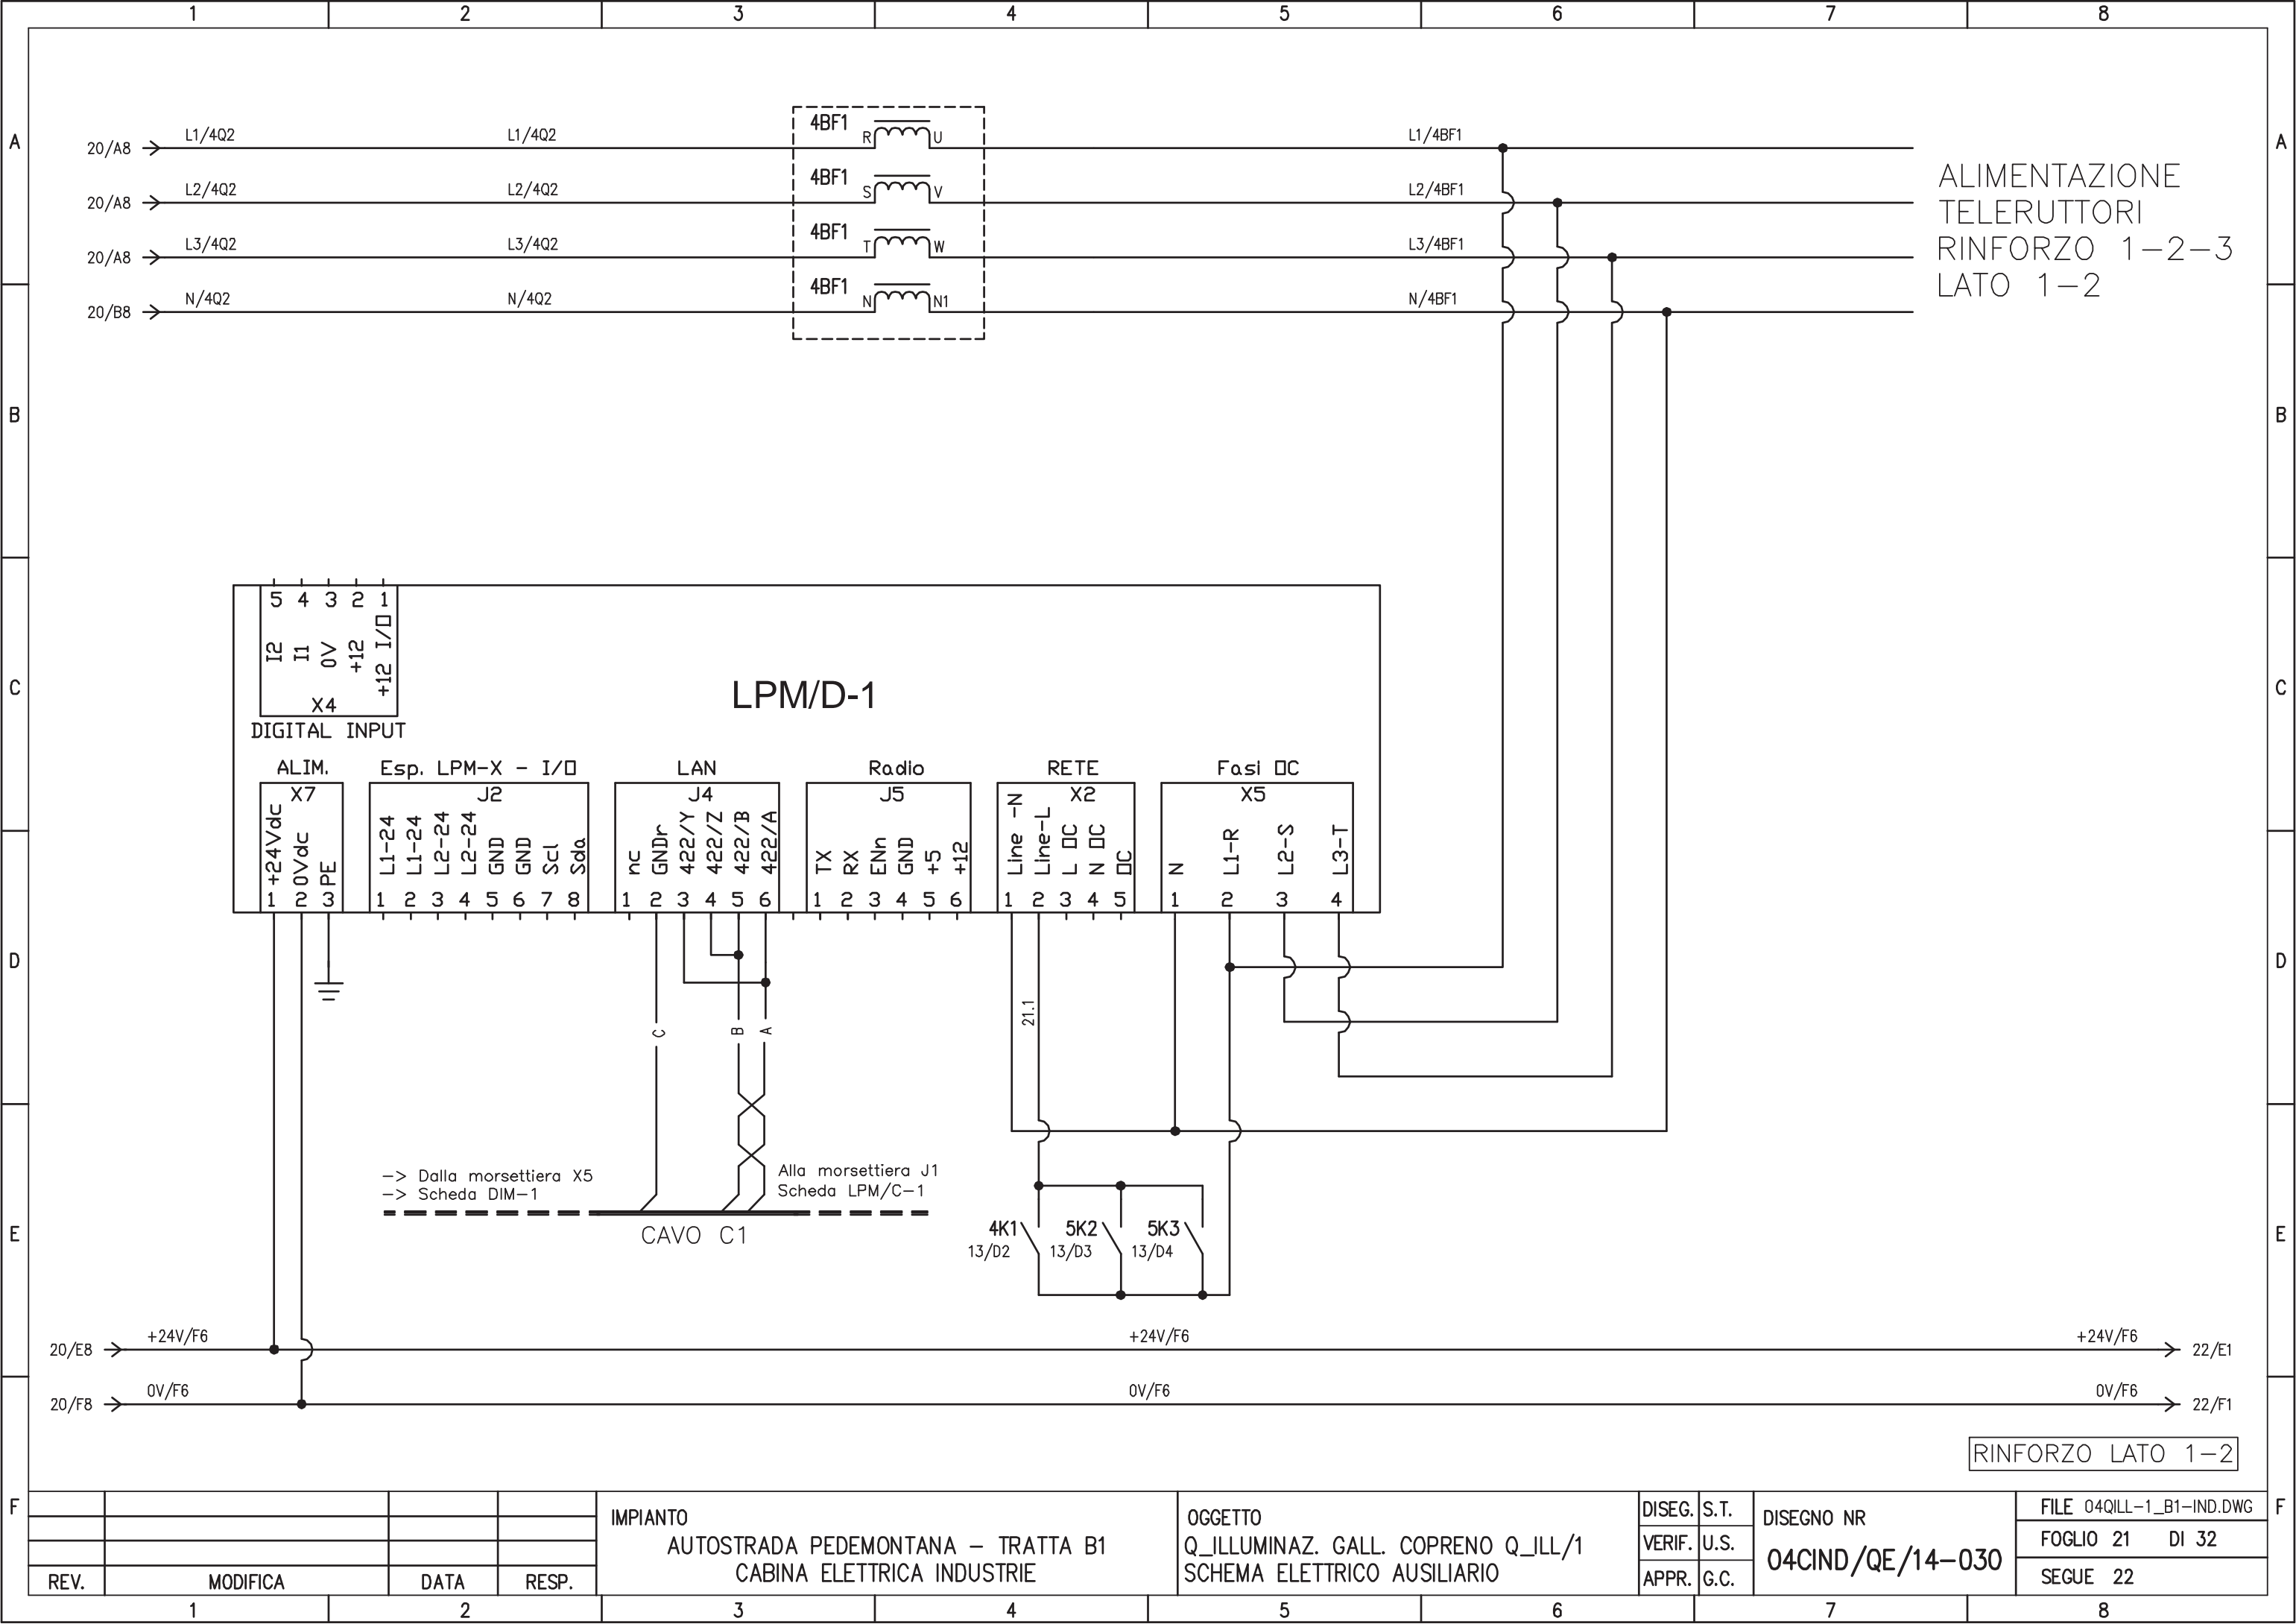 1 2 3 4 5 6 7 8
A A
4BF1 R U
20/A8 L1/4Q2 L1/4Q2 L1/4BF1
4BF1 S V
20/A8 L2/4Q2 L2/4Q2 L2/4BF1
4BF1 T W
20/A8 L3/4Q2 L3/4Q2 L3/4BF1
4BF1 N N1
20/B8 N/4Q2 N/4Q2 N/4BF1
ALIMENTAZIONE
TELERUTTORI
RINFORZO 1-2-3
LATO 1-2
B B
5 4 3 2 1
I2 I1 0V +12 +12 I/O
X4
DIGITAL INPUT
C C
LPM/D-1
ALIM.
X7
+24Vdc 0Vdc PE
1 2 3
Esp. LPM-X - I/O
J2
L1-24 L1-24 L2-24 L2-24 GND GND Scl Sda
1 2 3 4 5 6 7 8
LAN
J4
nc GNDr 422/Y 422/Z 422/B 422/A
1 2 3 4 5 6
Radio
J5
TX RX ENn GND +5 +12
1 2 3 4 5 6
RETE
X2
Line -N Line-L L OC N OC OC
1 2 3 4 5
Fasi OC
X5
N L1-R L2-S L3-T
1 2 3 4
D D
C B A 21.1
-> Dalla morsettiera X5
-> Scheda DIM-1
Alla morsettiera J1
Scheda LPM/C-1
CAVO C1
E E
4K1 5K2 5K3
13/D2 13/D3 13/D4
20/E8 +24V/F6 +24V/F6 +24V/F6 22/E1
20/F8 0V/F6 0V/F6 0V/F6 22/F1
RINFORZO LATO 1-2
F F
REV. MODIFICA DATA RESP.
IMPIANTO
AUTOSTRADA PEDEMONTANA - TRATTA B1
CABINA ELETTRICA INDUSTRIE
OGGETTO
Q_ILLUMINAZ. GALL. COPRENO Q_ILL/1
SCHEMA ELETTRICO AUSILIARIO
DISEG. S.T.
VERIF. U.S.
APPR. G.C.
DISEGNO NR
04CIND/QE/14-030
FILE 04QILL-1_B1-IND.DWG
FOGLIO 21 DI 32
SEGUE 22
1 2 3 4 5 6 7 8